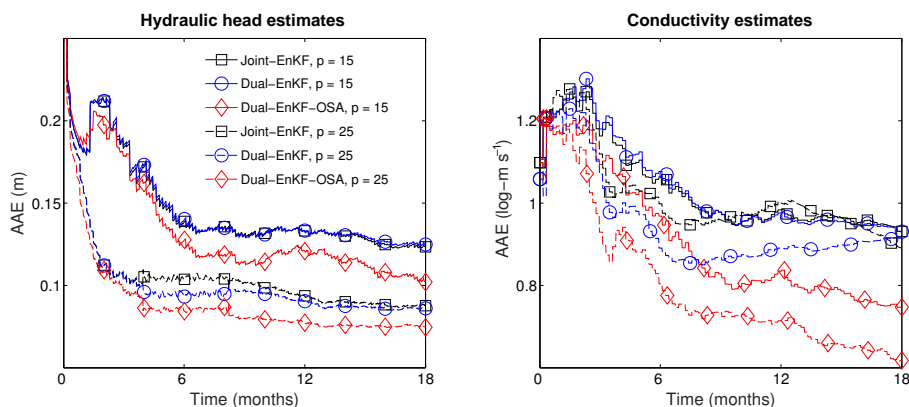 Hydraulic head estimates
AAE (m)
0.2
0.15
0.1
Joint−EnKF, p = 15
Dual−EnKF, p = 15
Dual−EnKF−OSA, p = 15
Joint−EnKF, p = 25
Dual−EnKF, p = 25
Dual−EnKF−OSA, p = 25
0 6 12 18
Time (months)
Conductivity estimates
AAE (log−m s⁻¹)
1.2
1
0.8
0 6 12 18
Time (months)